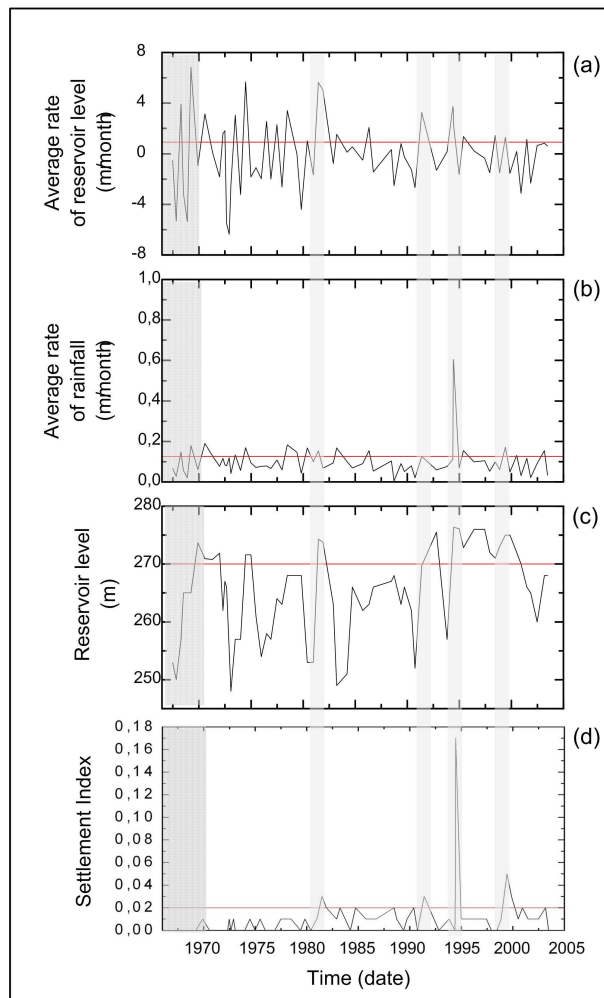 (a)
Average rate
of reservoir level
(m/month)
8
4
0
-4
-8
(b)
Average rate
of rainfall
(m/month)
1,0
0,8
0,6
0,4
0,2
0,0
(c)
Reservoir level
(m)
280
270
260
250
(d)
Settlement Index
0,18
0,16
0,14
0,12
0,10
0,08
0,06
0,04
0,02
0,00
1970 1975 1980 1985 1990 1995 2000 2005
Time (date)